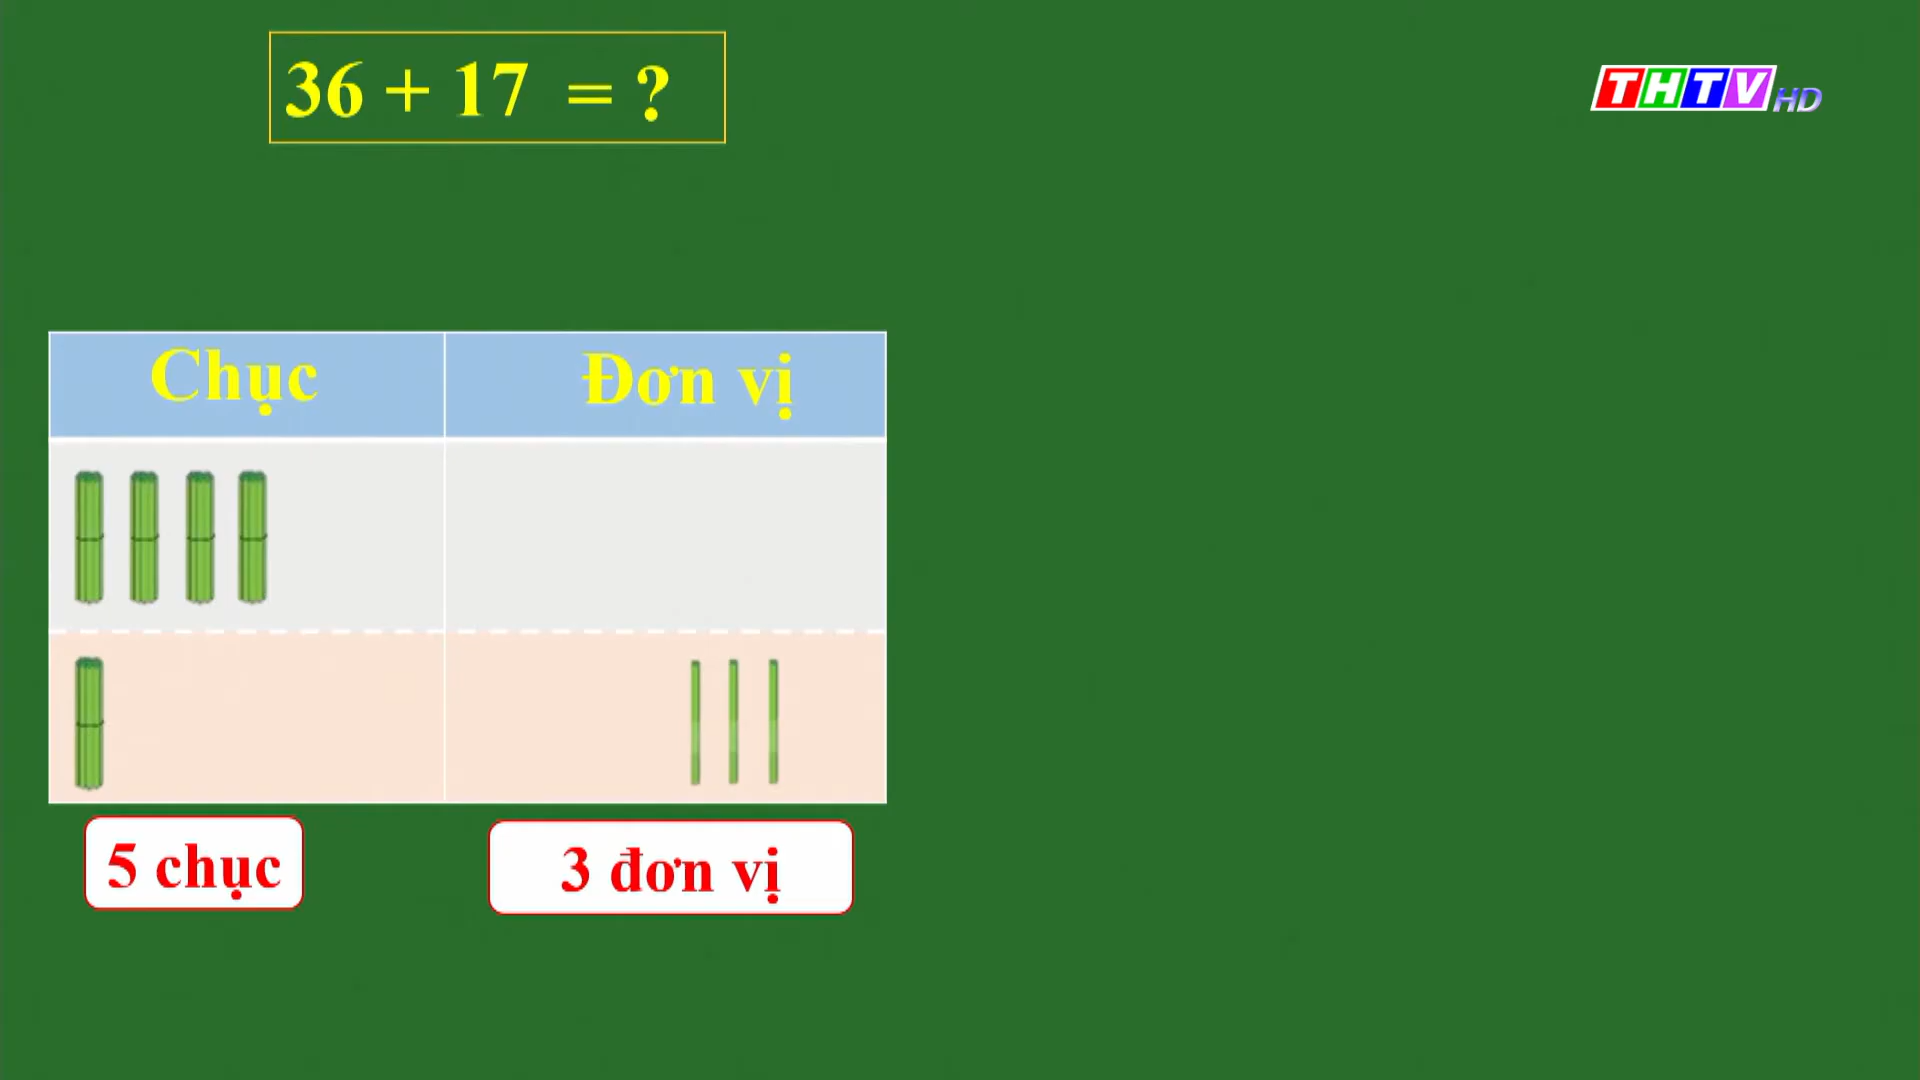 36 + 17 = ?
THTV HD
Chục Đơn vị
5 chục 3 đơn vị